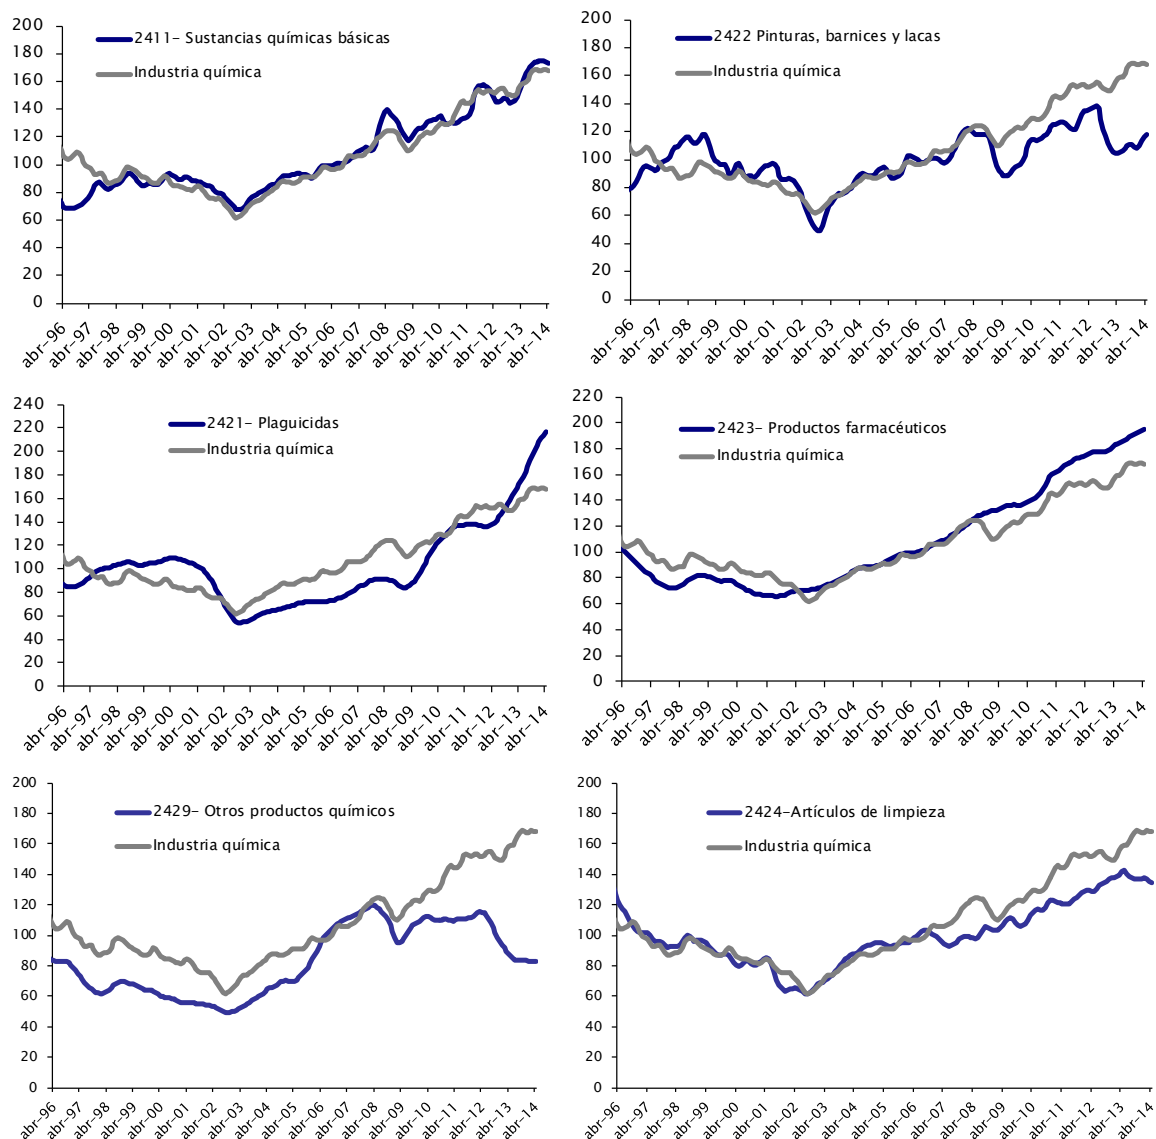 2411- Sustancias químicas básicas
Industria química
200
180
160
140
120
100
80
60
40
20
0
abr-96
abr-97
abr-98
abr-99
abr-00
abr-01
abr-02
abr-03
abr-04
abr-05
abr-06
abr-07
abr-08
abr-09
abr-10
abr-11
abr-12
abr-13
abr-14
2422 Pinturas, barnices y lacas
Industria química
200
180
160
140
120
100
80
60
40
20
0
abr-96
abr-97
abr-98
abr-99
abr-00
abr-01
abr-02
abr-03
abr-04
abr-05
abr-06
abr-07
abr-08
abr-09
abr-10
abr-11
abr-12
abr-13
abr-14
2421- Plaguicidas
Industria química
240
220
200
180
160
140
120
100
80
60
40
20
0
abr-96
abr-97
abr-98
abr-99
abr-00
abr-01
abr-02
abr-03
abr-04
abr-05
abr-06
abr-07
abr-08
abr-09
abr-10
abr-11
abr-12
abr-13
abr-14
2423- Productos farmacéuticos
Industria química
220
200
180
160
140
120
100
80
60
40
20
0
abr-96
abr-97
abr-98
abr-99
abr-00
abr-01
abr-02
abr-03
abr-04
abr-05
abr-06
abr-07
abr-08
abr-09
abr-10
abr-11
abr-12
abr-13
abr-14
2429- Otros productos químicos
Industria química
200
180
160
140
120
100
80
60
40
20
0
abr-96
abr-97
abr-98
abr-99
abr-00
abr-01
abr-02
abr-03
abr-04
abr-05
abr-06
abr-07
abr-08
abr-09
abr-10
abr-11
abr-12
abr-13
abr-14
2424-Artículos de limpieza
Industria química
200
180
160
140
120
100
80
60
40
20
0
abr-96
abr-97
abr-98
abr-99
abr-00
abr-01
abr-02
abr-03
abr-04
abr-05
abr-06
abr-07
abr-08
abr-09
abr-10
abr-11
abr-12
abr-13
abr-14